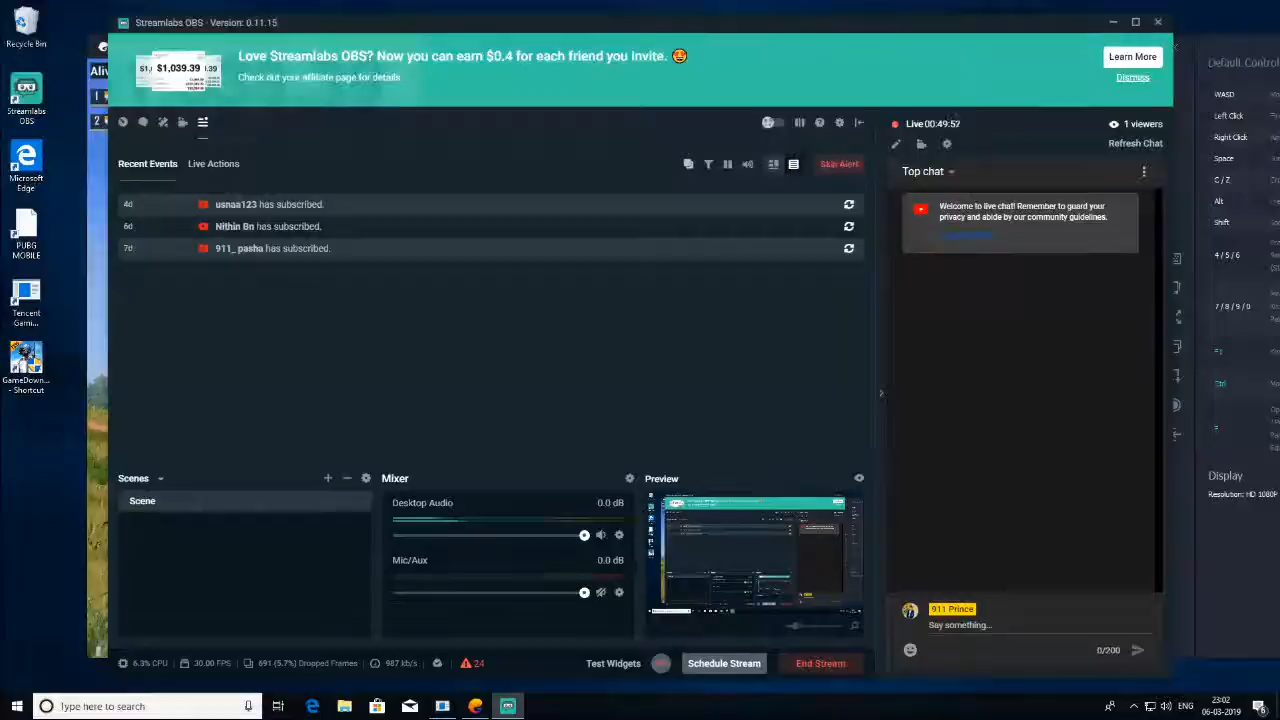 Recycle Bin
Streamlabs
OBS
Microsoft
Edge
PUBG
MOBILE
Tencent
Gami...
GameDown...
- Shortcut
Streamlabs OBS - Version: 0.11.15
$1,039.39
Love Streamlabs OBS? Now you can earn $0.4 for each friend you invite. 🤩
Check out your affiliate page for details
Learn More
Dismiss
Live 00:49:52
1 viewers
Refresh Chat
Recent Events
Live Actions
Skip Alert
4d usnaa123 has subscribed.
6d Nithin Bn has subscribed.
7d 911_ pasha has subscribed.
Top chat
Welcome to live chat! Remember to guard your
privacy and abide by our community guidelines.
911 Prince
Say something...
0/200
Scenes
Scene
Mixer
Desktop Audio 0.0 dB
Mic/Aux 0.0 dB
Preview
6.3% CPU
30.00 FPS
691 (5.7%) Dropped Frames
987 kb/s
24
Test Widgets
Schedule Stream
End Stream
Default Control
WASD
Left Click
Right Click
Space
C / Z
Alt
Shift
4 / 5 / 6
7 / 8 / 9 / 0
Ctrl
Display
Resolution: HD 1080P
Type here to search
ENG
23:02
06-03-2019
6